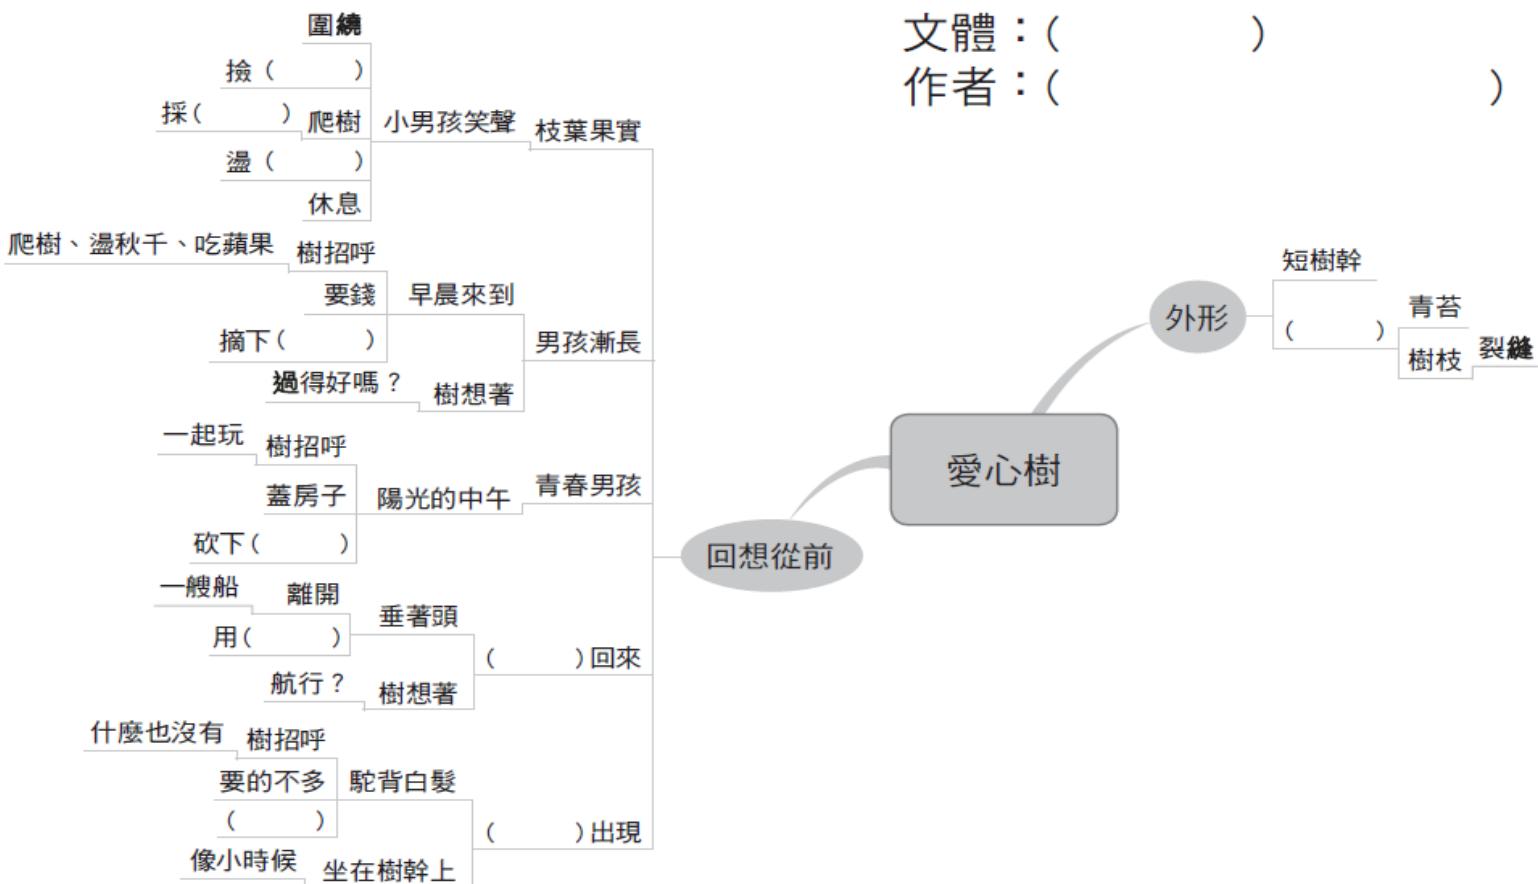 文體：(　　　)
作者：(　　　　　)
愛心樹
外形
短樹幹
(　　　)
青苔
樹枝
裂縫
回想從前
枝葉果實
小男孩笑聲
圍繞
撿 (　　　)
爬樹
採(　　　)
盪 (　　　)
休息
男孩漸長
早晨來到
樹招呼
爬樹、盪秋千、吃蘋果
要錢
摘下(　　　)
樹想著
過得好嗎？
青春男孩
陽光的中午
樹招呼
一起玩
蓋房子
砍下(　　　)
(　　　)回來
垂著頭
離開
一艘船
用(　　　)
樹想著
航行？
(　　　)出現
駝背白髮
樹招呼
什麼也沒有
要的不多
(　　　)
坐在樹幹上
像小時候